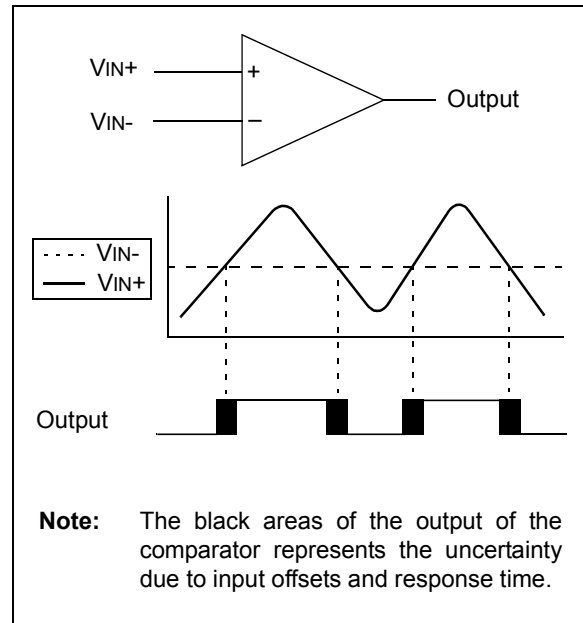 VIN+
+
Output
VIN-
–
VIN-
VIN+
Output
Note: The black areas of the output of the
comparator represents the uncertainty
due to input offsets and response time.